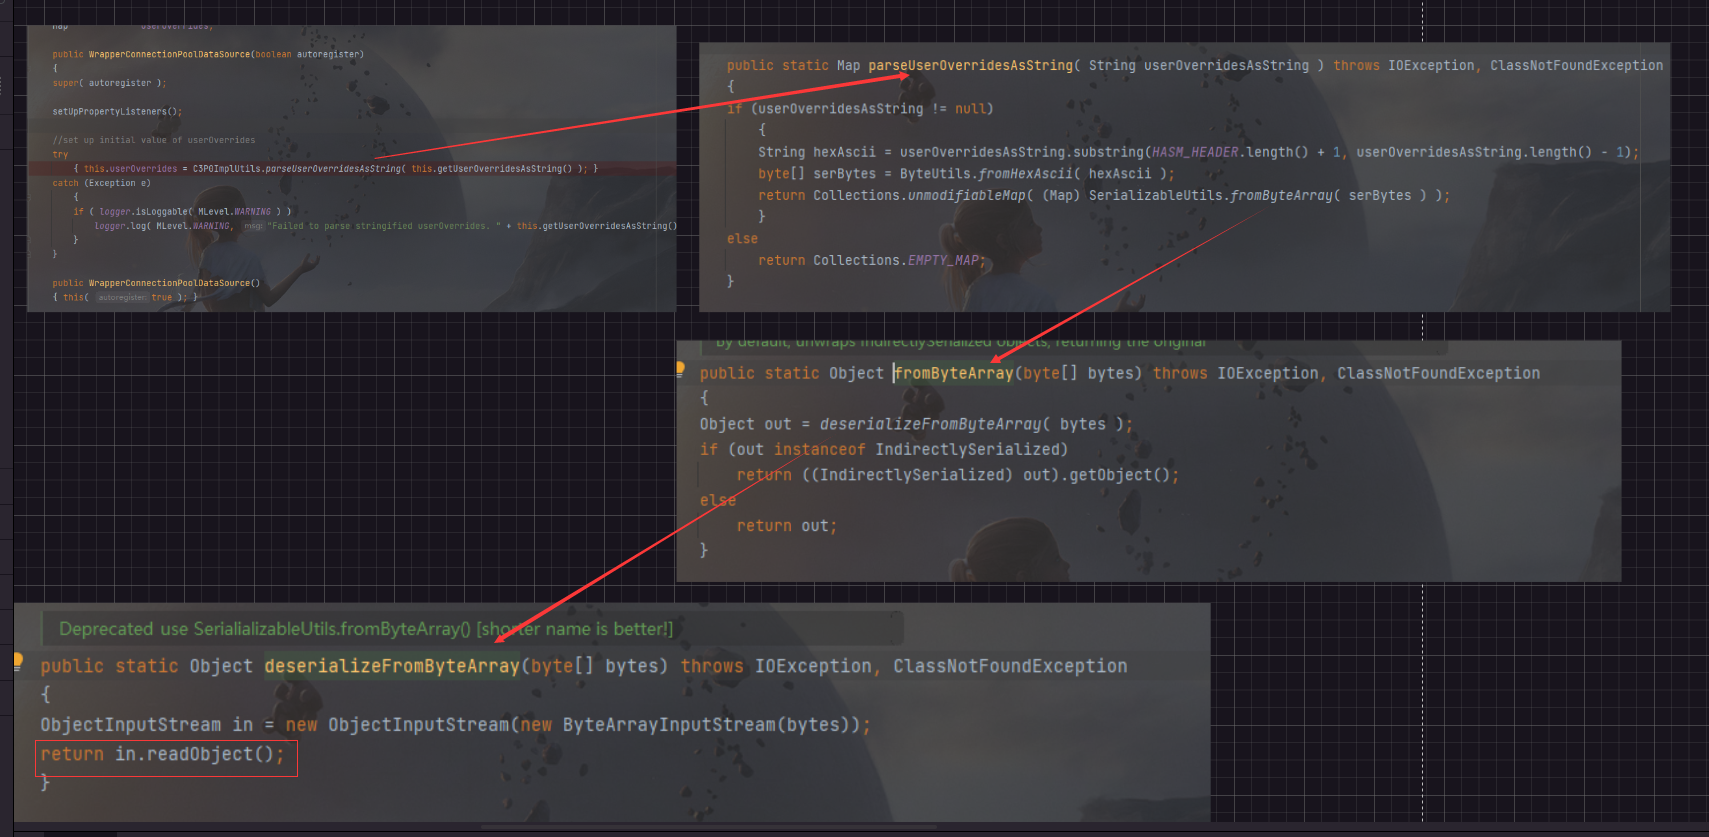 public WrapperConnectionPoolDataSource(boolean autoregister)
{
super( autoregister );
setUpPropertyListeners();
//set up initial value of userOverrides
try
{ this.userOverrides = C3P0ImplUtils.parseUserOverridesAsString( this.getUserOverridesAsString() ); }
catch (Exception e)
{
if ( logger.isLoggable( MLevel.WARNING ) )
logger.log( MLevel.WARNING, msg: "Failed to parse stringified userOverrides. " + this.getUserOverridesAsString()
}
}
public WrapperConnectionPoolDataSource()
{ this( autoregister: true ); }
public static Map parseUserOverridesAsString( String userOverridesAsString ) throws IOException, ClassNotFoundException
{
if (userOverridesAsString != null)
{
String hexAscii = userOverridesAsString.substring(HASM_HEADER.length() + 1, userOverridesAsString.length() - 1);
byte[] serBytes = ByteUtils.fromHexAscii( hexAscii );
return Collections.unmodifiableMap( (Map) SerializableUtils.fromByteArray( serBytes ) );
}
else
return Collections.EMPTY_MAP;
}
By default, unwraps IndirectlySerialized objects, returning the original
public static Object fromByteArray(byte[] bytes) throws IOException, ClassNotFoundException
{
Object out = deserializeFromByteArray( bytes );
if (out instanceof IndirectlySerialized)
return ((IndirectlySerialized) out).getObject();
else
return out;
}
Deprecated use SerialializableUtils.fromByteArray() [shorter name is better!]
public static Object deserializeFromByteArray(byte[] bytes) throws IOException, ClassNotFoundException
{
ObjectInputStream in = new ObjectInputStream(new ByteArrayInputStream(bytes));
return in.readObject();
}